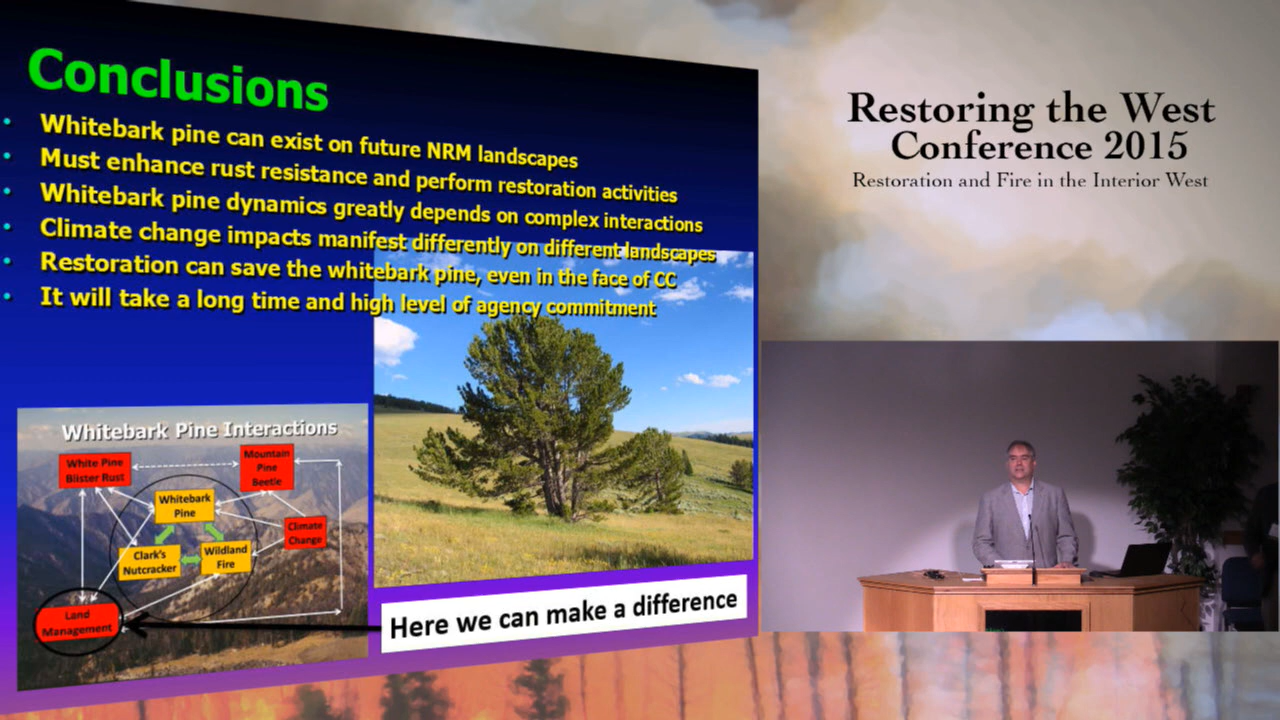 Conclusions
Whitebark pine can exist on future NRM landscapes
Must enhance rust resistance and perform restoration activities
Whitebark pine dynamics greatly depends on complex interactions
Climate change impacts manifest differently on different landscapes
Restoration can save the whitebark pine, even in the face of CC
It will take a long time and high level of agency commitment
Whitebark Pine Interactions
White Pine
Blister Rust
Mountain
Pine
Beetle
Whitebark
Pine
Climate
Change
Clark's
Nutcracker
Wildland
Fire
Land
Management
Here we can make a difference
Restoring the West
Conference 2015
Restoration and Fire in the Interior West